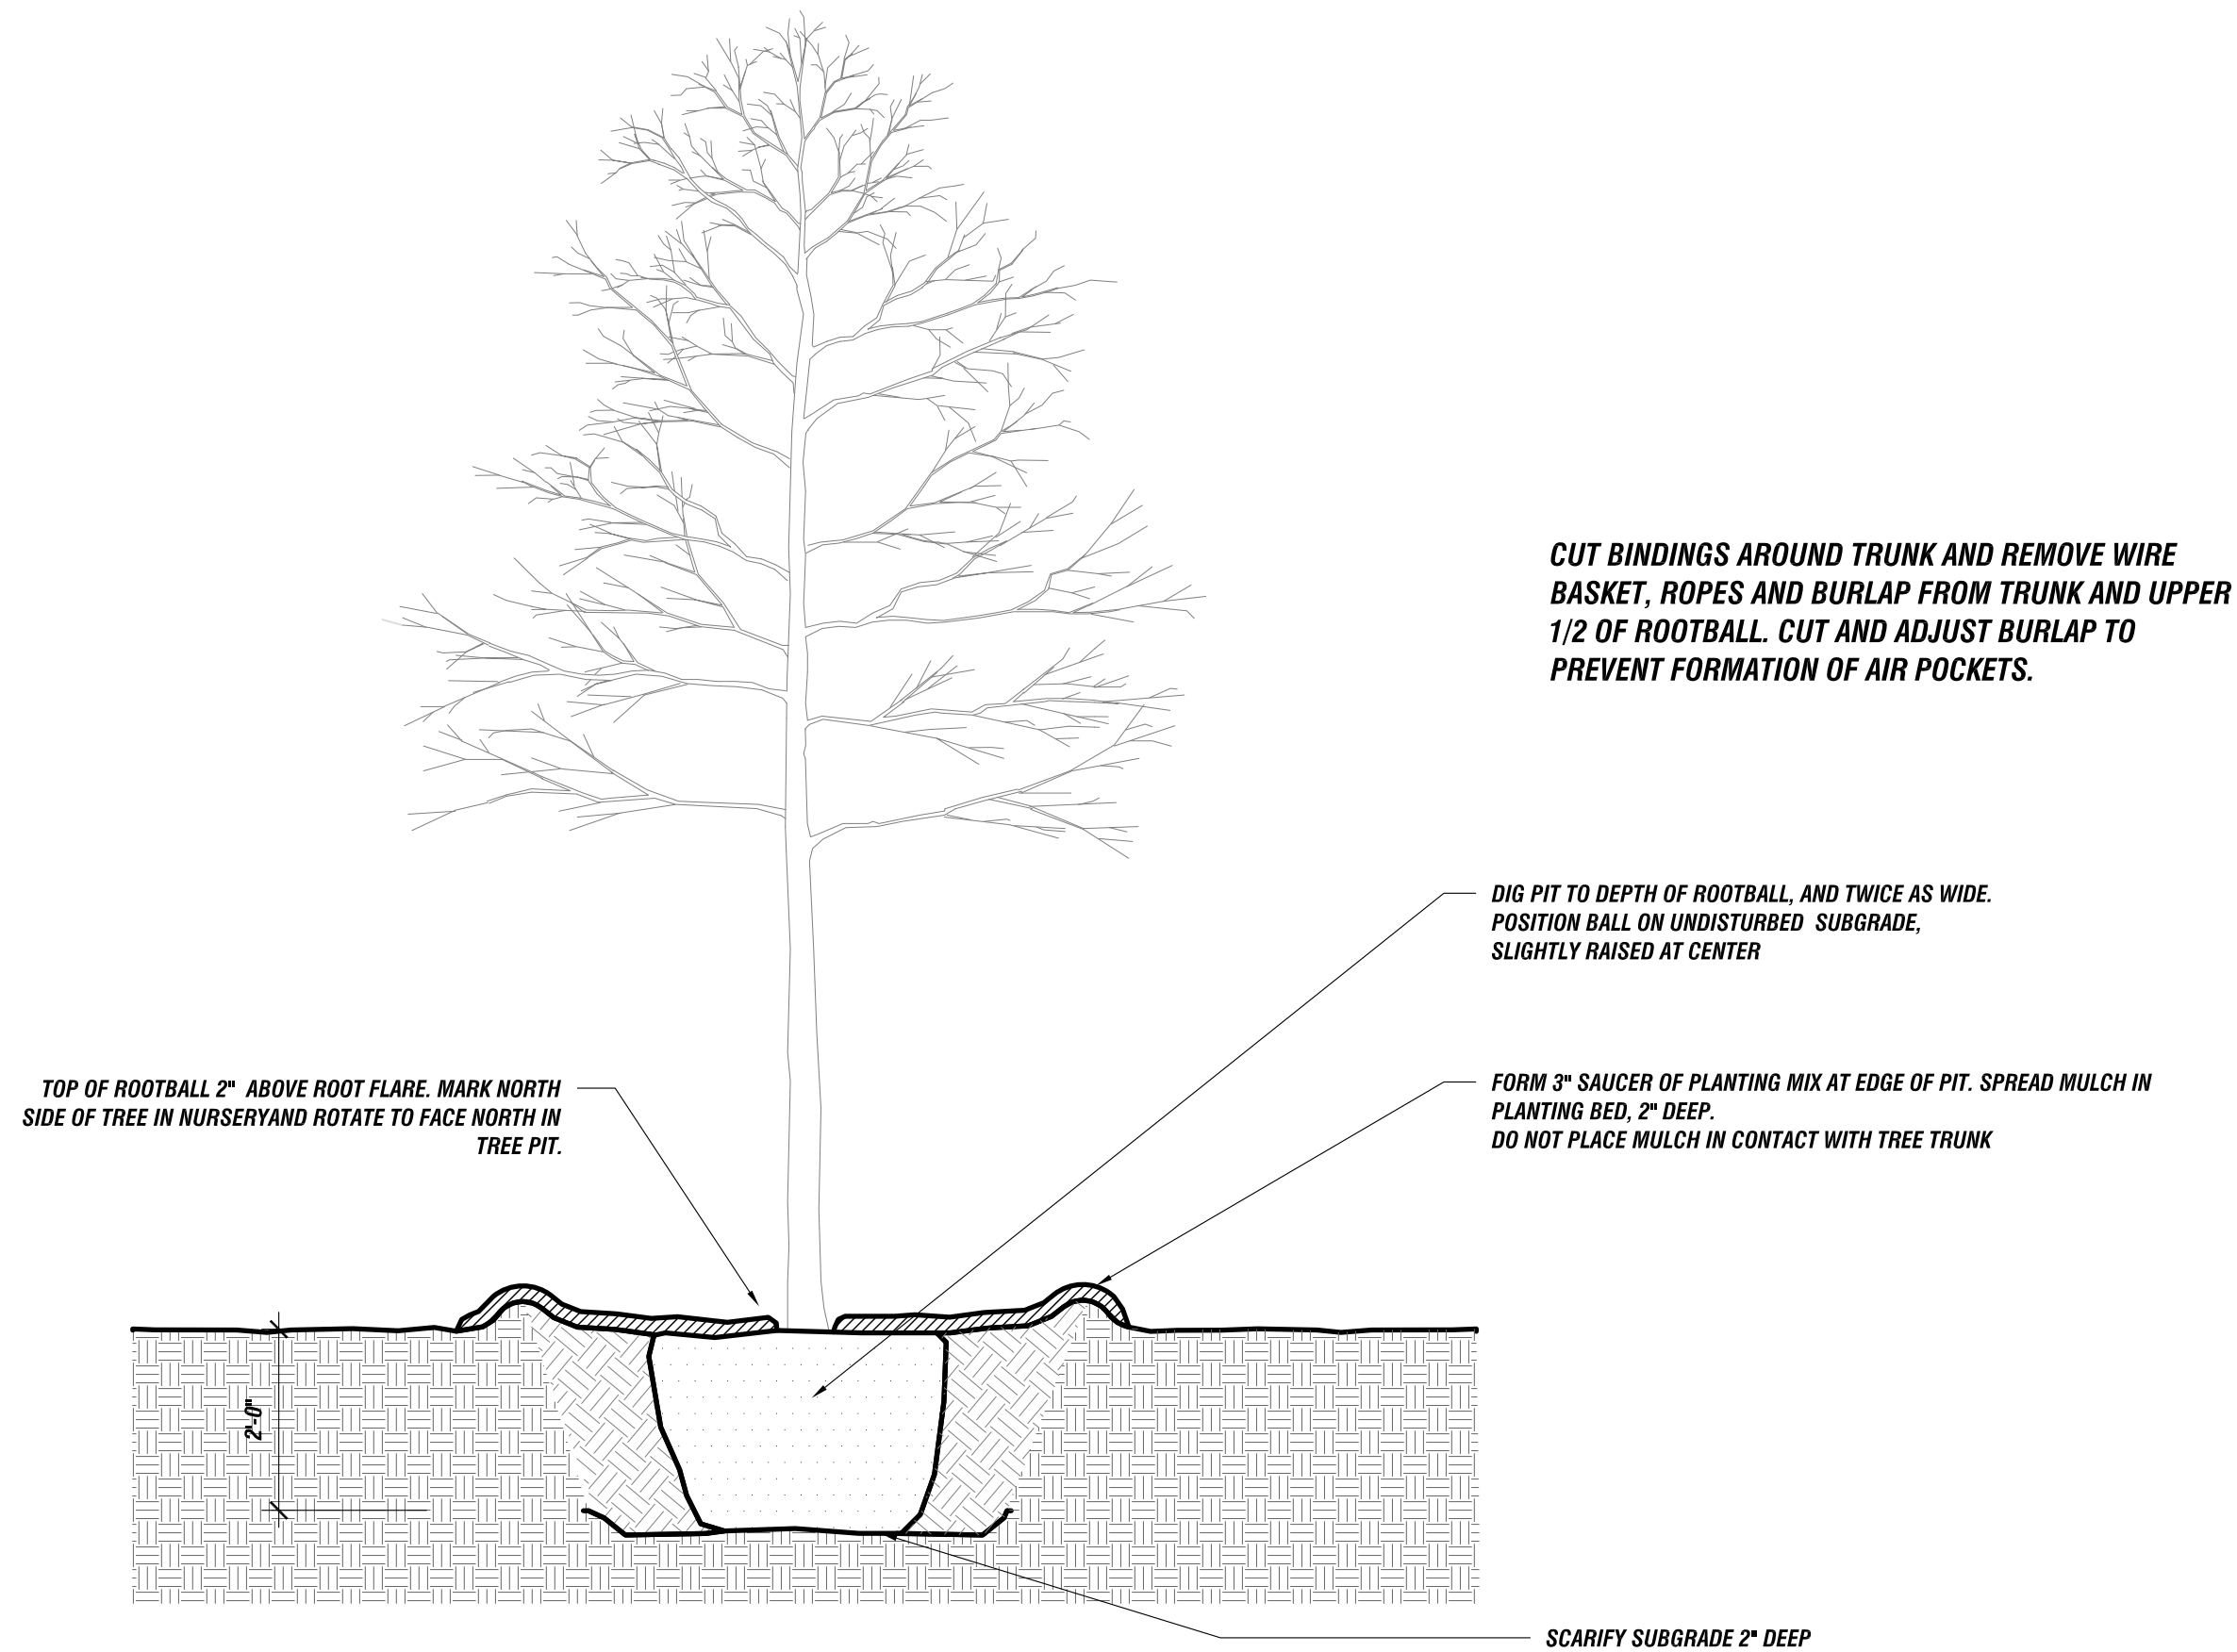 CUT BINDINGS AROUND TRUNK AND REMOVE WIRE
BASKET, ROPES AND BURLAP FROM TRUNK AND UPPER
1/2 OF ROOTBALL. CUT AND ADJUST BURLAP TO
PREVENT FORMATION OF AIR POCKETS.
DIG PIT TO DEPTH OF ROOTBALL, AND TWICE AS WIDE.
POSITION BALL ON UNDISTURBED  SUBGRADE,
SLIGHTLY RAISED AT CENTER
TOP OF ROOTBALL 2"  ABOVE ROOT FLARE. MARK NORTH
SIDE OF TREE IN NURSERYAND ROTATE TO FACE NORTH IN
TREE PIT.
FORM 3" SAUCER OF PLANTING MIX AT EDGE OF PIT. SPREAD MULCH IN
PLANTING BED, 2" DEEP.
DO NOT PLACE MULCH IN CONTACT WITH TREE TRUNK
2'-0"
SCARIFY SUBGRADE 2" DEEP